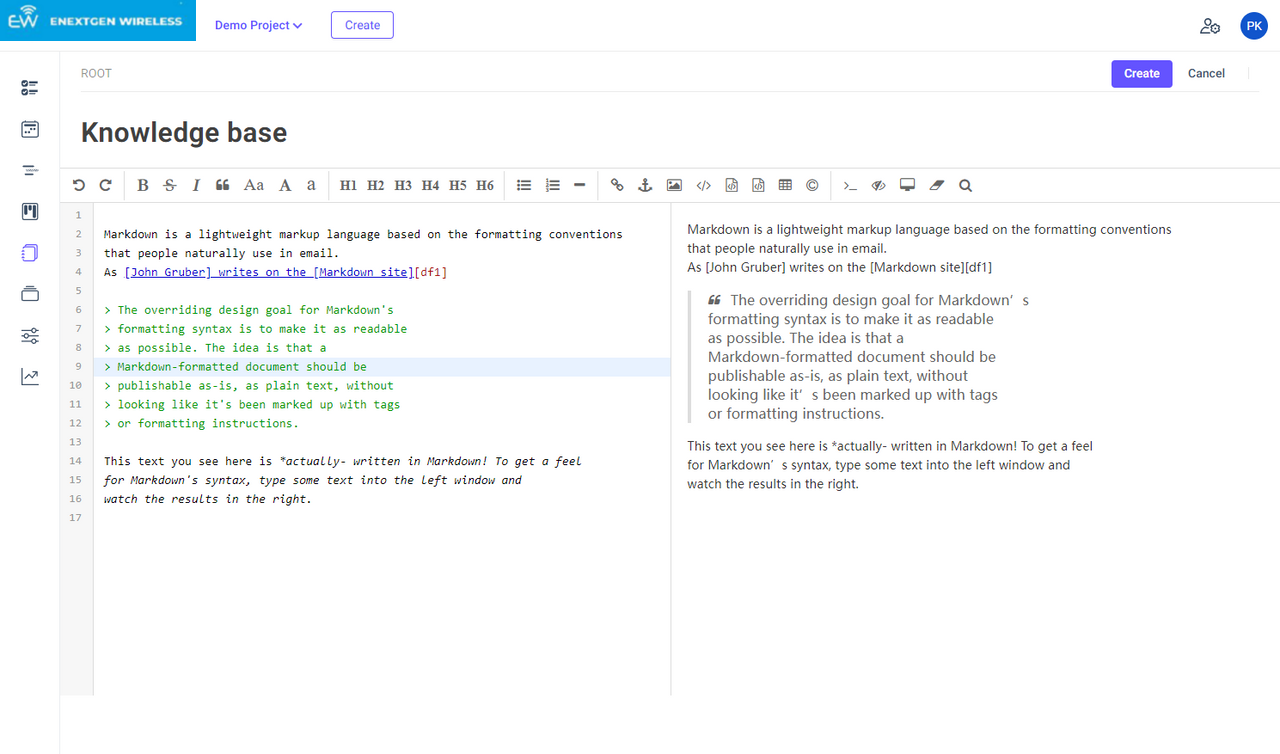 EW ENEXTGEN WIRELESS
Demo Project
Create
PK
ROOT
Create
Cancel
Knowledge base
B S I Aa A a H1 H2 H3 H4 H5 H6
1
2 Markdown is a lightweight markup language based on the formatting conventions
3 that people naturally use in email.
4 As [John Gruber] writes on the [Markdown site][df1]
5
6 > The overriding design goal for Markdown's
7 > formatting syntax is to make it as readable
8 > as possible. The idea is that a
9 > Markdown-formatted document should be
10 > publishable as-is, as plain text, without
11 > looking like it's been marked up with tags
12 > or formatting instructions.
13
14 This text you see here is *actually- written in Markdown! To get a feel
15 for Markdown's syntax, type some text into the left window and
16 watch the results in the right.
17
Markdown is a lightweight markup language based on the formatting conventions
that people naturally use in email.
As [John Gruber] writes on the [Markdown site][df1]
❝ The overriding design goal for Markdown’s
formatting syntax is to make it as readable
as possible. The idea is that a
Markdown-formatted document should be
publishable as-is, as plain text, without
looking like it’s been marked up with tags
or formatting instructions.
This text you see here is *actually- written in Markdown! To get a feel
for Markdown’s syntax, type some text into the left window and
watch the results in the right.